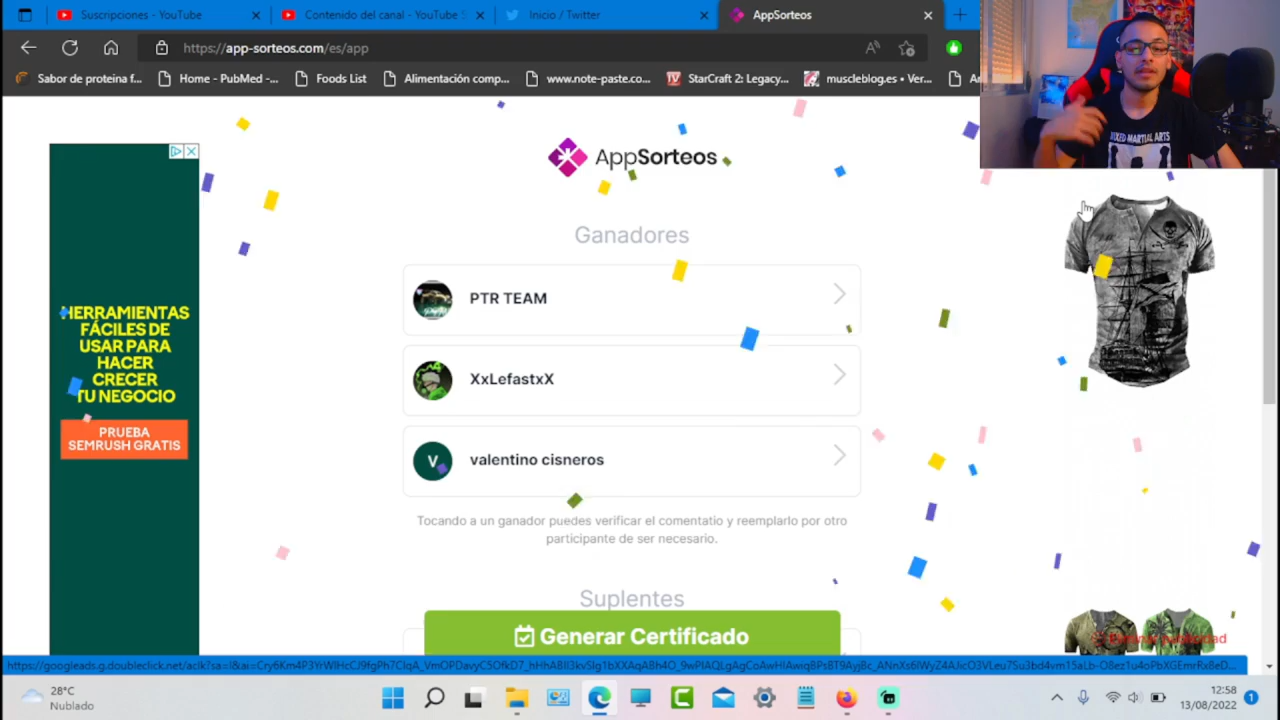 Suscripciones - YouTube
Contenido del canal - YouTube S
Inicio / Twitter
AppSorteos
https://app-sorteos.com/es/app
Sabor de proteina f...
Home - PubMed -...
Foods List
Alimentación comp...
www.note-paste.co...
StarCraft 2: Legacy...
muscleblog.es • Ver...
MIXED MARTIAL ARTS
AppSorteos
Ganadores
PTR TEAM
XxLefastxX
V
valentino cisneros
Tocando a un ganador puedes verificar el comentatio y reemplarlo por otro
participante de ser necesario.
Suplentes
Generar Certificado
HERRAMIENTAS
FÁCILES DE
USAR PARA
HACER
CRECER
TU NEGOCIO
PRUEBA
SEMRUSH GRATIS
28°C
Nublado
12:58
13/08/2022
1